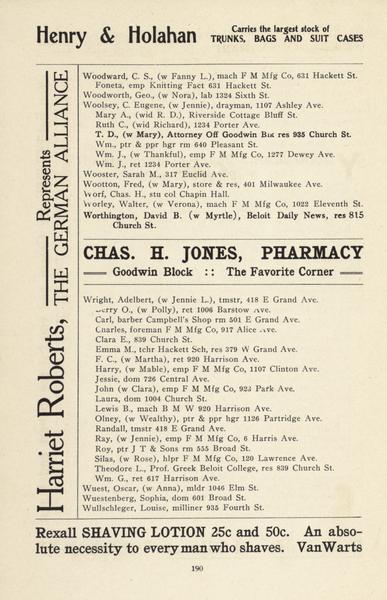 Henry & Holahan
Carries the largest stock of
TRUNKS, BAGS AND SUIT CASES
Harriet Roberts, Represents THE GERMAN ALLIANCE
Woodward, C. S., (w Fanny L.), mach F M Mfg Co, 631 Hackett St.
Foneta, emp Knitting Fact 631 Hackett St.
Woodworth, Geo., (w Nora), lab 1324 Sixth St.
Woolsey, C. Eugene, (w Jennie), drayman, 1107 Ashley Ave.
Mary A., (wid R. D.), Riverside Cottage Bluff St.
Ruth C., (wid Richard), 1234 Porter Ave.
T. D., (w Mary), Attorney Off Goodwin Blk res 935 Church St.
Wm., ptr & ppr hgr rm 640 Pleasant St.
Wm. J., (w Thankful), emp F M Mfg Co, 1277 Dewey Ave.
Wm. J., ret 1234 Porter Ave.
Wooster, Sarah M., 317 Euclid Ave.
Wootton, Fred, (w Mary), store & res, 401 Milwaukee Ave.
Worf, Chas. H., stu col Chapin Hall.
Worley, Walter, (w Verona), mach F M Mfg Co, 1022 Eleventh St.
Worthington, David B. (w Myrtle), Beloit Daily News, res 815
Church St.
CHAS. H. JONES, PHARMACY
Goodwin Block :: The Favorite Corner
Wright, Adelbert, (w Jennie L.), tmstr, 418 E Grand Ave.
O., (w Polly), ret 1006 Barstow Ave.
Carl, barber Campbell's Shop rm 501 E Grand Ave.
Charles, foreman F M Mfg Co, 917 Alice Ave.
Clara E., 839 Church St.
Emma M., tchr Hackett Sch, res 379 W Grand Ave.
F. C., (w Martha), ret 920 Harrison Ave.
Harry, (w Mable), emp F M Mfg Co, 1107 Clinton Ave.
Jessie, dom 726 Central Ave.
John (w Clara), emp F M Mfg Co, 923 Park Ave.
Laura, dom 1004 Church St.
Lewis B., mach B M W 920 Harrison Ave.
Olney, (w Wealthy), ptr & ppr hgr 1126 Partridge Ave.
Randall, tmstr 418 E Grand Ave.
Ray, (w Jennie), emp F M Mfg Co, 6 Harris Ave.
Roy, ptr J T & Sons rm 555 Broad St.
Silas, (w Rose), hlpr F M Mfg Co, 120 Lawrence Ave.
Theodore L., Prof. Greek Beloit College, res 839 Church St.
Wm. G., ret 617 Harrison Ave.
Wuest, Oscar, (w Anna), mldr 1046 Elm St.
Wuestenberg, Sophia, dom 601 Broad St.
Wullschleger, Louise, milliner 935 Fourth St.
Rexall SHAVING LOTION 25c and 50c. An abso-
lute necessity to every man who shaves. VanWarts
190